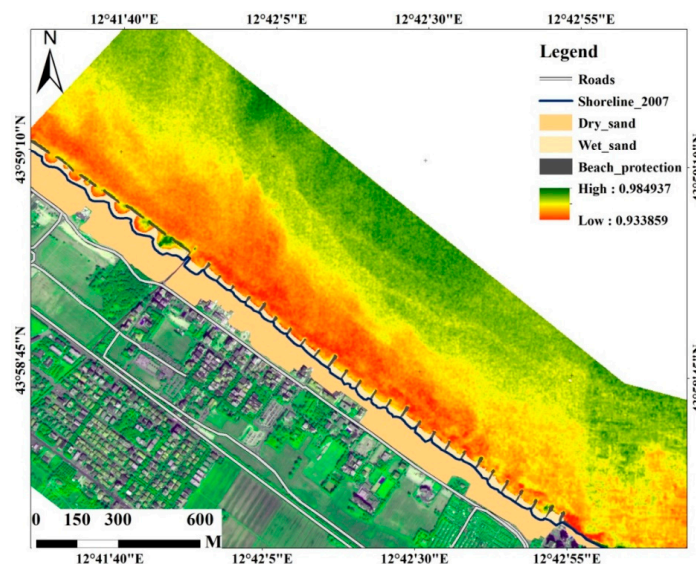 12°41'40"E 12°42'5"E 12°42'30"E 12°42'55"E
N
Legend
Roads
Shoreline_2007
Dry_sand
Wet_sand
Beach_protection
High : 0.984937
Low : 0.933859
43°59'10"N
43°58'45"N
0 150 300 600
M
12°41'40"E 12°42'5"E 12°42'30"E 12°42'55"E